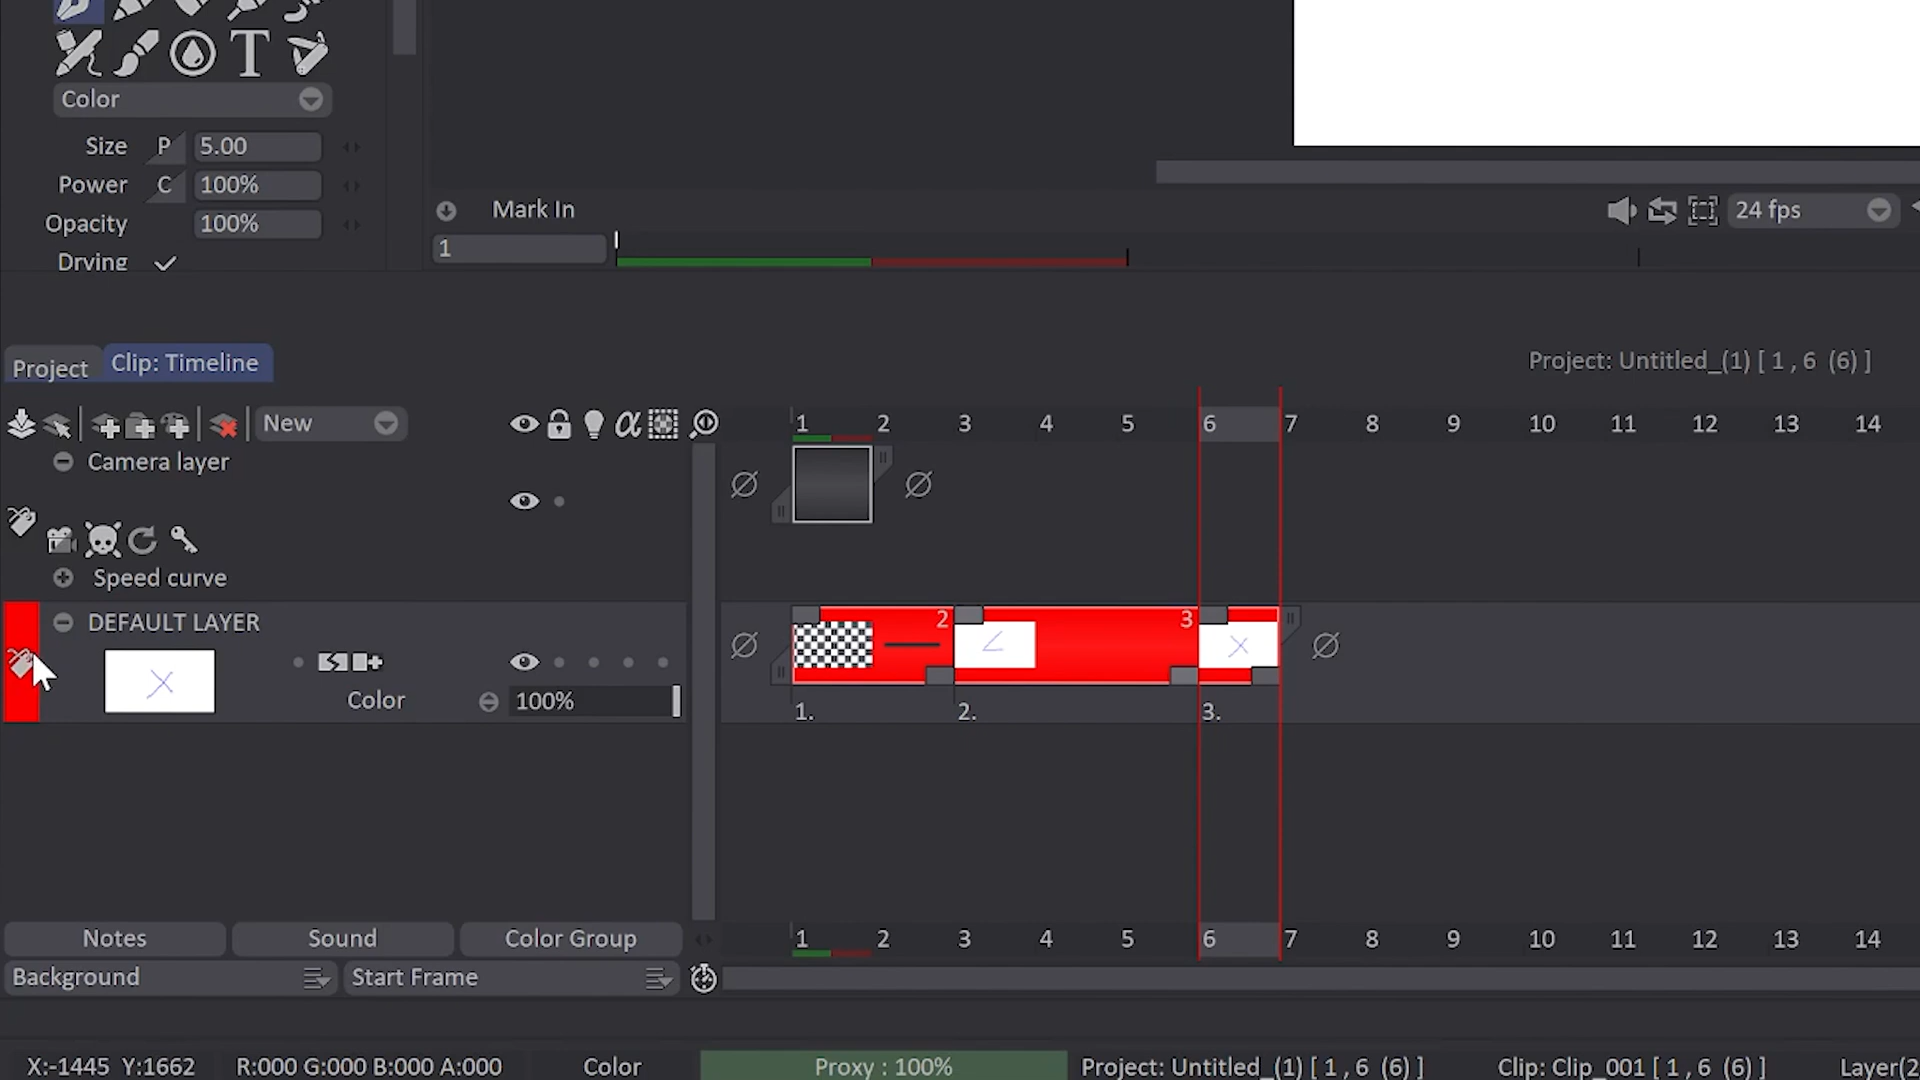 T
Color
Size P 5.00
Power C 100%
Opacity 100%
Drying
Mark In
1
24 fps
Project Clip: Timeline
Project: Untitled_(1) [ 1 , 6 (6) ]
New α 1 2 3 4 5 6 7 8 9 10 11 12 13 14
Camera layer
Speed curve
DEFAULT LAYER
2 3
Color 100%
1. 2. 3.
Notes Sound Color Group 1 2 3 4 5 6 7 8 9 10 11 12 13 14
Background Start Frame
X:-1445 Y:1662 R:000 G:000 B:000 A:000 Color Proxy : 100% Project: Untitled_(1) [ 1 , 6 (6) ] Clip: Clip_001 [ 1 , 6 (6) ] Layer(2